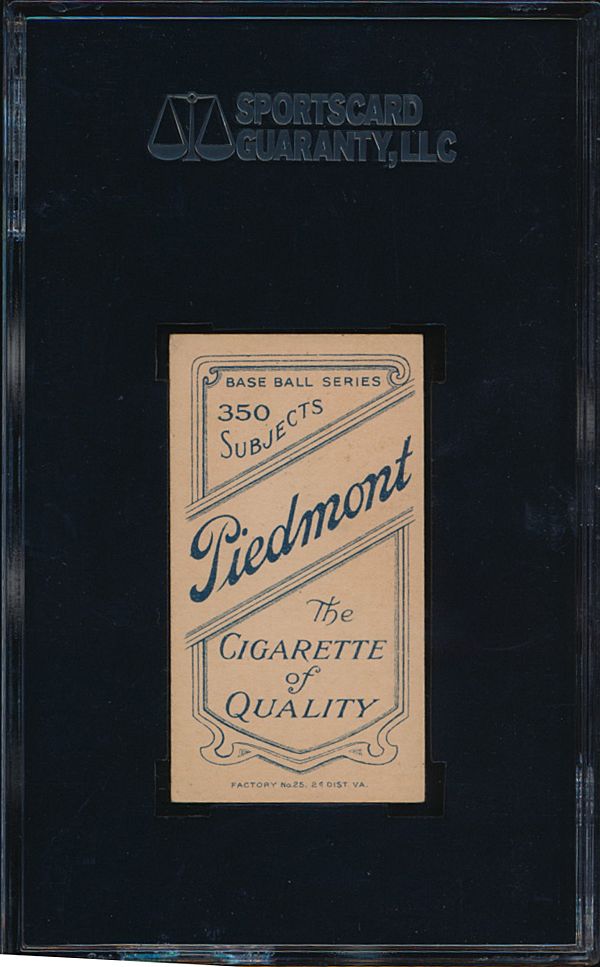 SPORTSCARD
GUARANTY, LLC
BASE BALL SERIES
350
SUBJECTS
Piedmont
The
CIGARETTE
of
QUALITY
FACTORY No. 25, 2d DIST. VA.